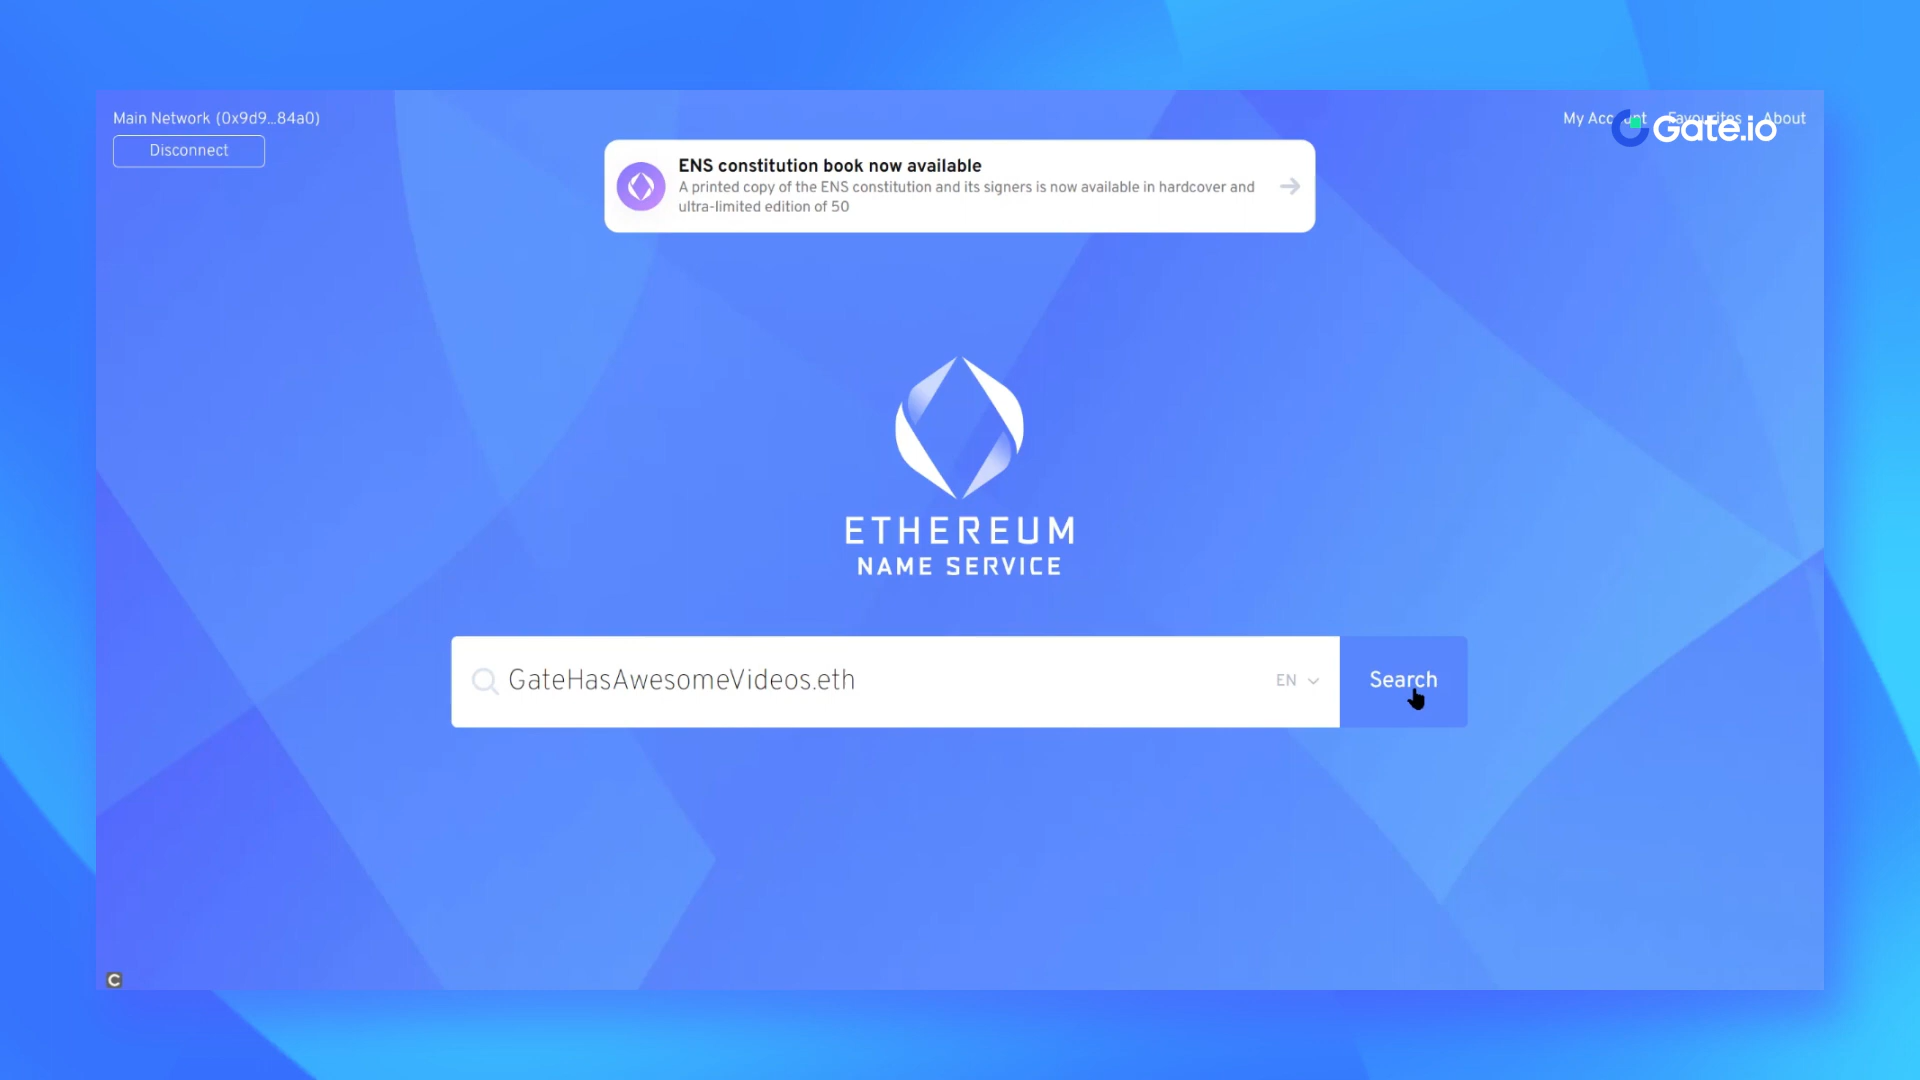 Main Network (0x9d9...84a0)
Disconnect
My Account Favourites About
Gate.io
ENS constitution book now available
A printed copy of the ENS constitution and its signers is now available in hardcover and
ultra-limited edition of 50
ETHEREUM
NAME SERVICE
GateHasAwesomeVideos.eth
EN
Search
C